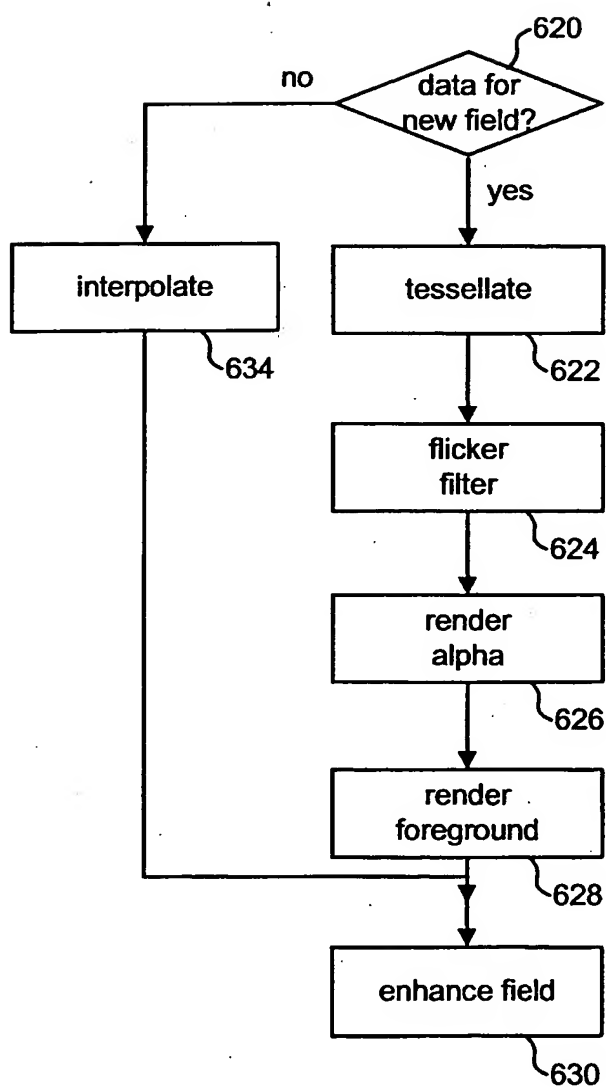 620
no
data for
new field?
yes
interpolate
tessellate
634
622
flicker
filter
624
render
alpha
626
render
foreground
628
enhance field
630